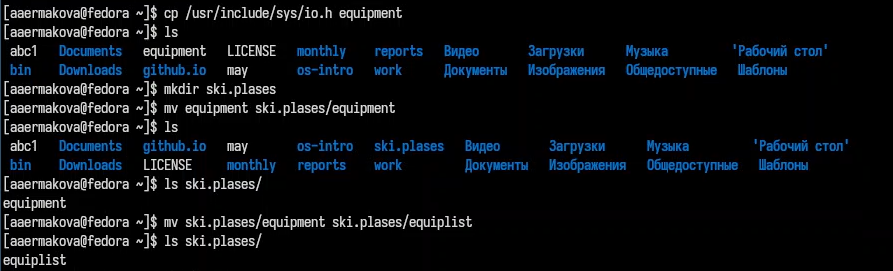 [aaermakova@fedora ~]$ cp /usr/include/sys/io.h equipment
[aaermakova@fedora ~]$ ls
abc1 Documents equipment LICENSE monthly reports Видео Загрузки Музыка 'Рабочий стол'
bin Downloads github.io may os-intro work Документы Изображения Общедоступные Шаблоны
[aaermakova@fedora ~]$ mkdir ski.plases
[aaermakova@fedora ~]$ mv equipment ski.plases/equipment
[aaermakova@fedora ~]$ ls
abc1 Documents github.io may os-intro ski.plases Видео Загрузки Музыка 'Рабочий стол'
bin Downloads LICENSE monthly reports work Документы Изображения Общедоступные Шаблоны
[aaermakova@fedora ~]$ ls ski.plases/
equipment
[aaermakova@fedora ~]$ mv ski.plases/equipment ski.plases/equiplist
[aaermakova@fedora ~]$ ls ski.plases/
equiplist